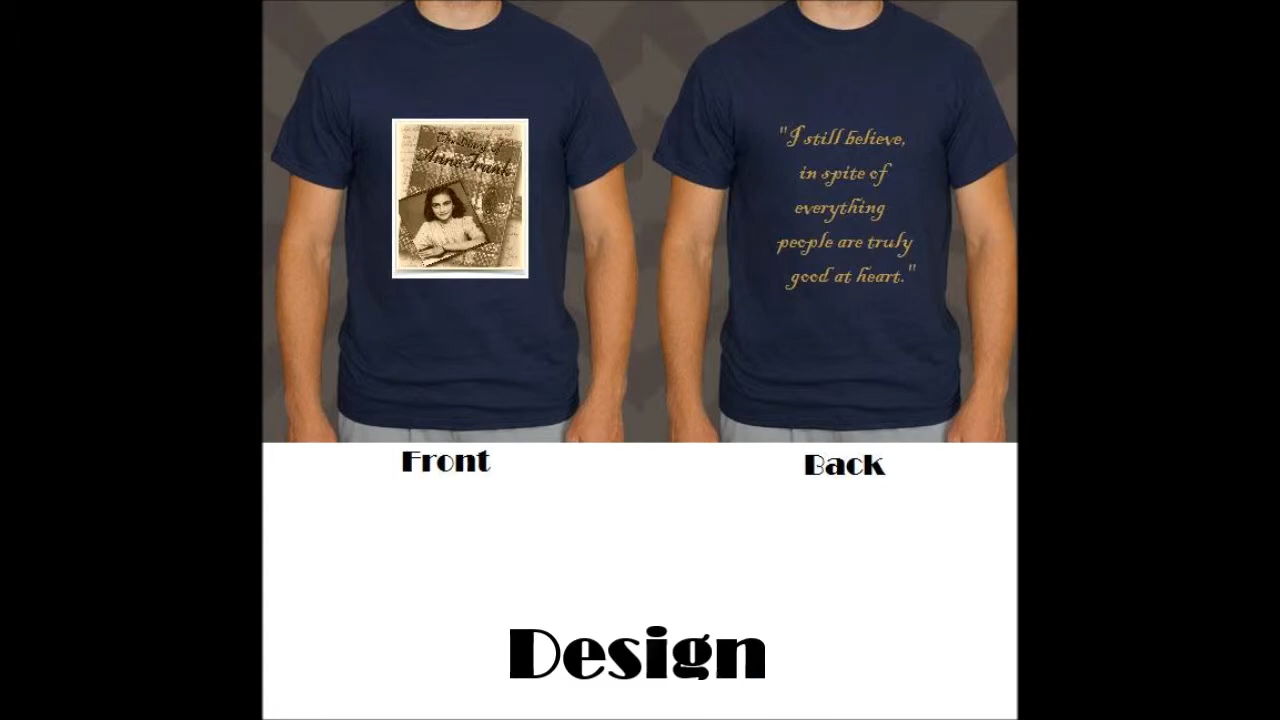 The Diary of
Anne Frank
"I still believe,
in spite of
everything
people are truly
good at heart."
Front
Back
Design